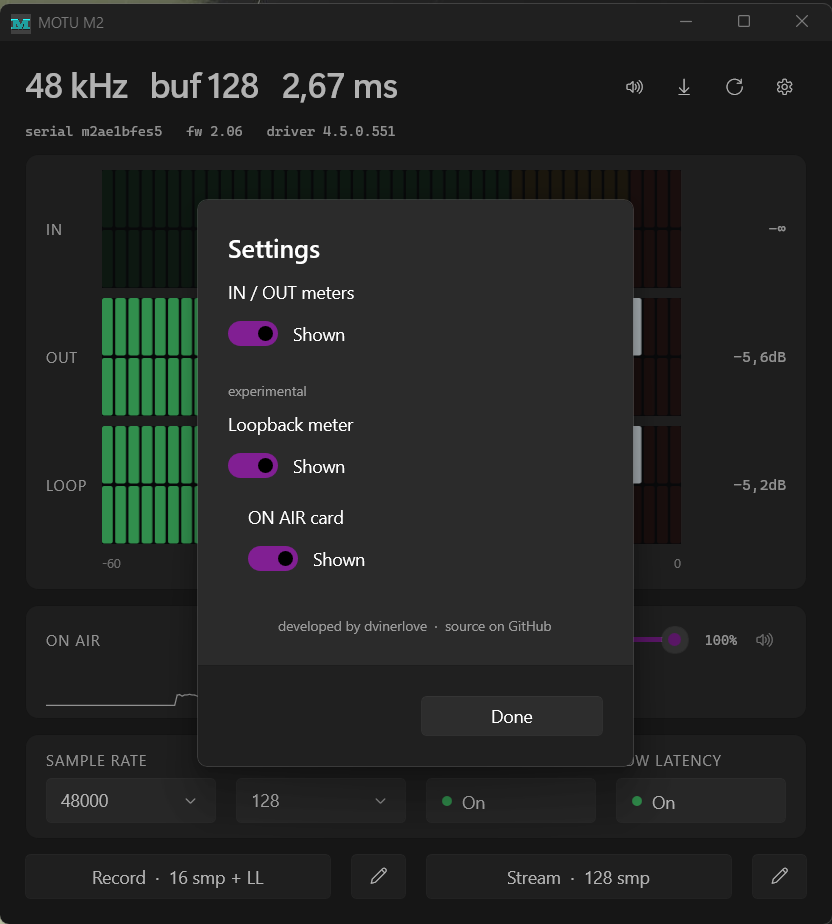 MOTU M2
48 kHz buf 128 2,67 ms
serial m2ae1bfes5 fw 2.06 driver 4.5.0.551
IN
-∞
OUT
-5,6dB
LOOP
-5,2dB
-60
0
Settings
IN / OUT meters
Shown
experimental
Loopback meter
Shown
ON AIR card
Shown
developed by dvinerlove · source on GitHub
Done
ON AIR
100%
SAMPLE RATE
LATENCY
48000
128
On
On
Record · 16 smp + LL
Stream · 128 smp